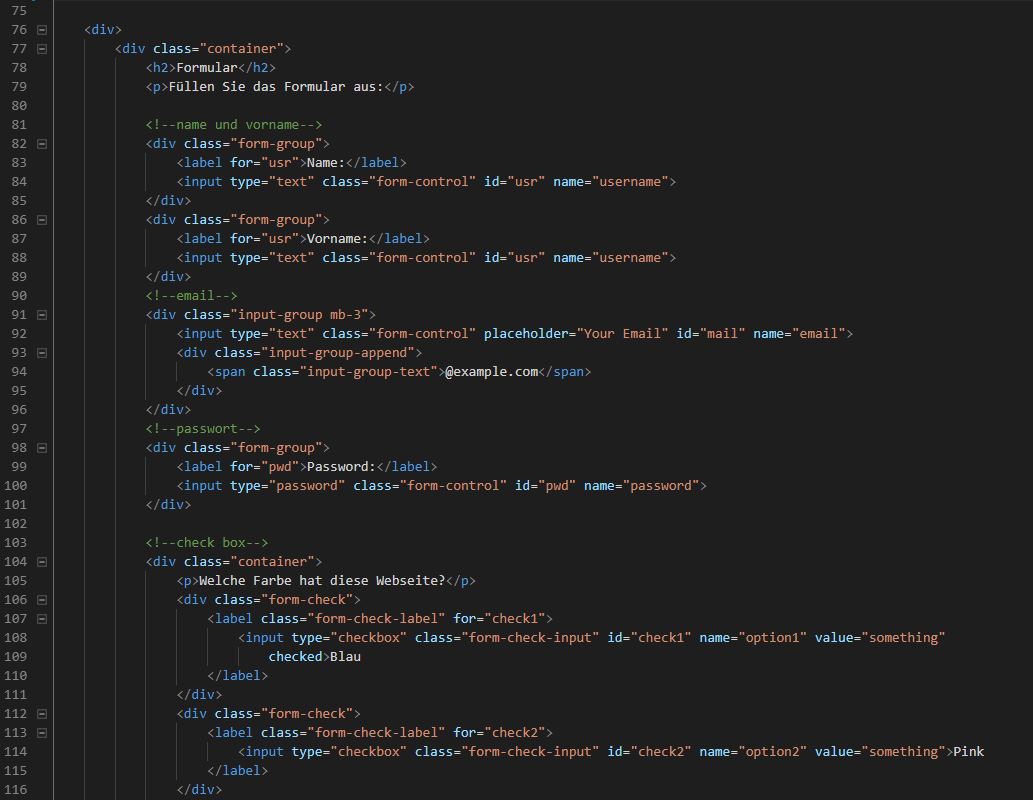 75
76 <div>
77 <div class="container">
78 <h2>Formular</h2>
79 <p>Füllen Sie das Formular aus:</p>
80
81 <!--name und vorname-->
82 <div class="form-group">
83 <label for="usr">Name:</label>
84 <input type="text" class="form-control" id="usr" name="username">
85 </div>
86 <div class="form-group">
87 <label for="usr">Vorname:</label>
88 <input type="text" class="form-control" id="usr" name="username">
89 </div>
90 <!--email-->
91 <div class="input-group mb-3">
92 <input type="text" class="form-control" placeholder="Your Email" id="mail" name="email">
93 <div class="input-group-append">
94 <span class="input-group-text">@example.com</span>
95 </div>
96 </div>
97 <!--passwort-->
98 <div class="form-group">
99 <label for="pwd">Password:</label>
100 <input type="password" class="form-control" id="pwd" name="password">
101 </div>
102
103 <!--check box-->
104 <div class="container">
105 <p>Welche Farbe hat diese Webseite?</p>
106 <div class="form-check">
107 <label class="form-check-label" for="check1">
108 <input type="checkbox" class="form-check-input" id="check1" name="option1" value="something"
109 checked>Blau
110 </label>
111 </div>
112 <div class="form-check">
113 <label class="form-check-label" for="check2">
114 <input type="checkbox" class="form-check-input" id="check2" name="option2" value="something">Pink
115 </label>
116 </div>